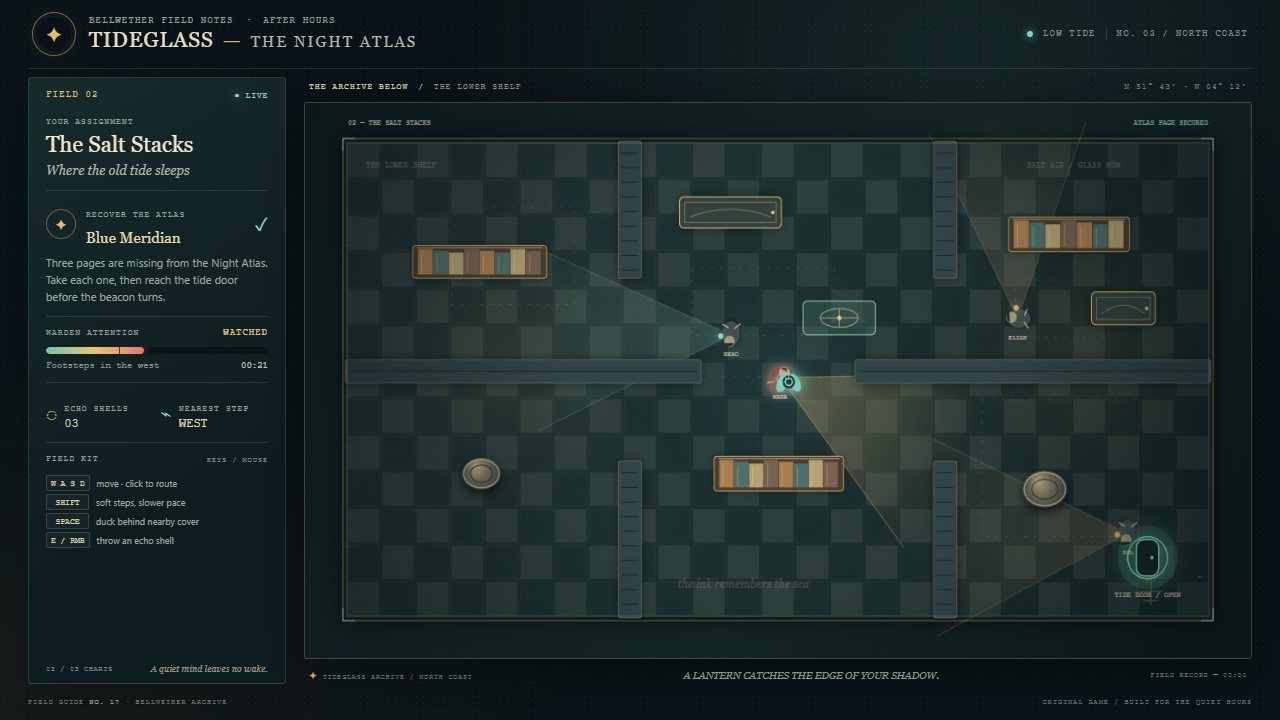 BELLWETHER FIELD NOTES · AFTER HOURS
TIDEGLASS — THE NIGHT ATLAS
LOW TIDE
NO. 03 / NORTH COAST
FIELD 02
LIVE
YOUR ASSIGNMENT
The Salt Stacks
Where the old tide sleeps
RECOVER THE ATLAS
Blue Meridian
Three pages are missing from the Night Atlas.
Take each one, then reach the tide door
before the beacon turns.
WARDEN ATTENTION
WATCHED
Footsteps in the west
00:21
ECHO SHELLS
03
NEAREST STEP
WEST
FIELD KIT
KEYS / MOUSE
W A S D move · click to route
SHIFT soft steps, slower pace
SPACE duck behind nearby cover
E / RMB throw an echo shell
02 / 03 CHARTS
A quiet mind leaves no wake.
THE ARCHIVE BELOW / THE LOWER SHELF
N 51° 43' · W 04° 12'
02 — THE SALT STACKS
ATLAS PAGE SECURED
THE LOWER SHELF
SALT AIR / GLASS HUM
NERO
ELIAN
MARA
TIDE DOOR / OPEN
the ink remembers the sea
TIDEGLASS ARCHIVE / NORTH COAST
A LANTERN CATCHES THE EDGE OF YOUR SHADOW.
FIELD RECORD — 00:00
FIELD GUIDE NO. 17 · BELLWETHER ARCHIVE
ORIGINAL GAME / BUILT FOR THE QUIET HOURS